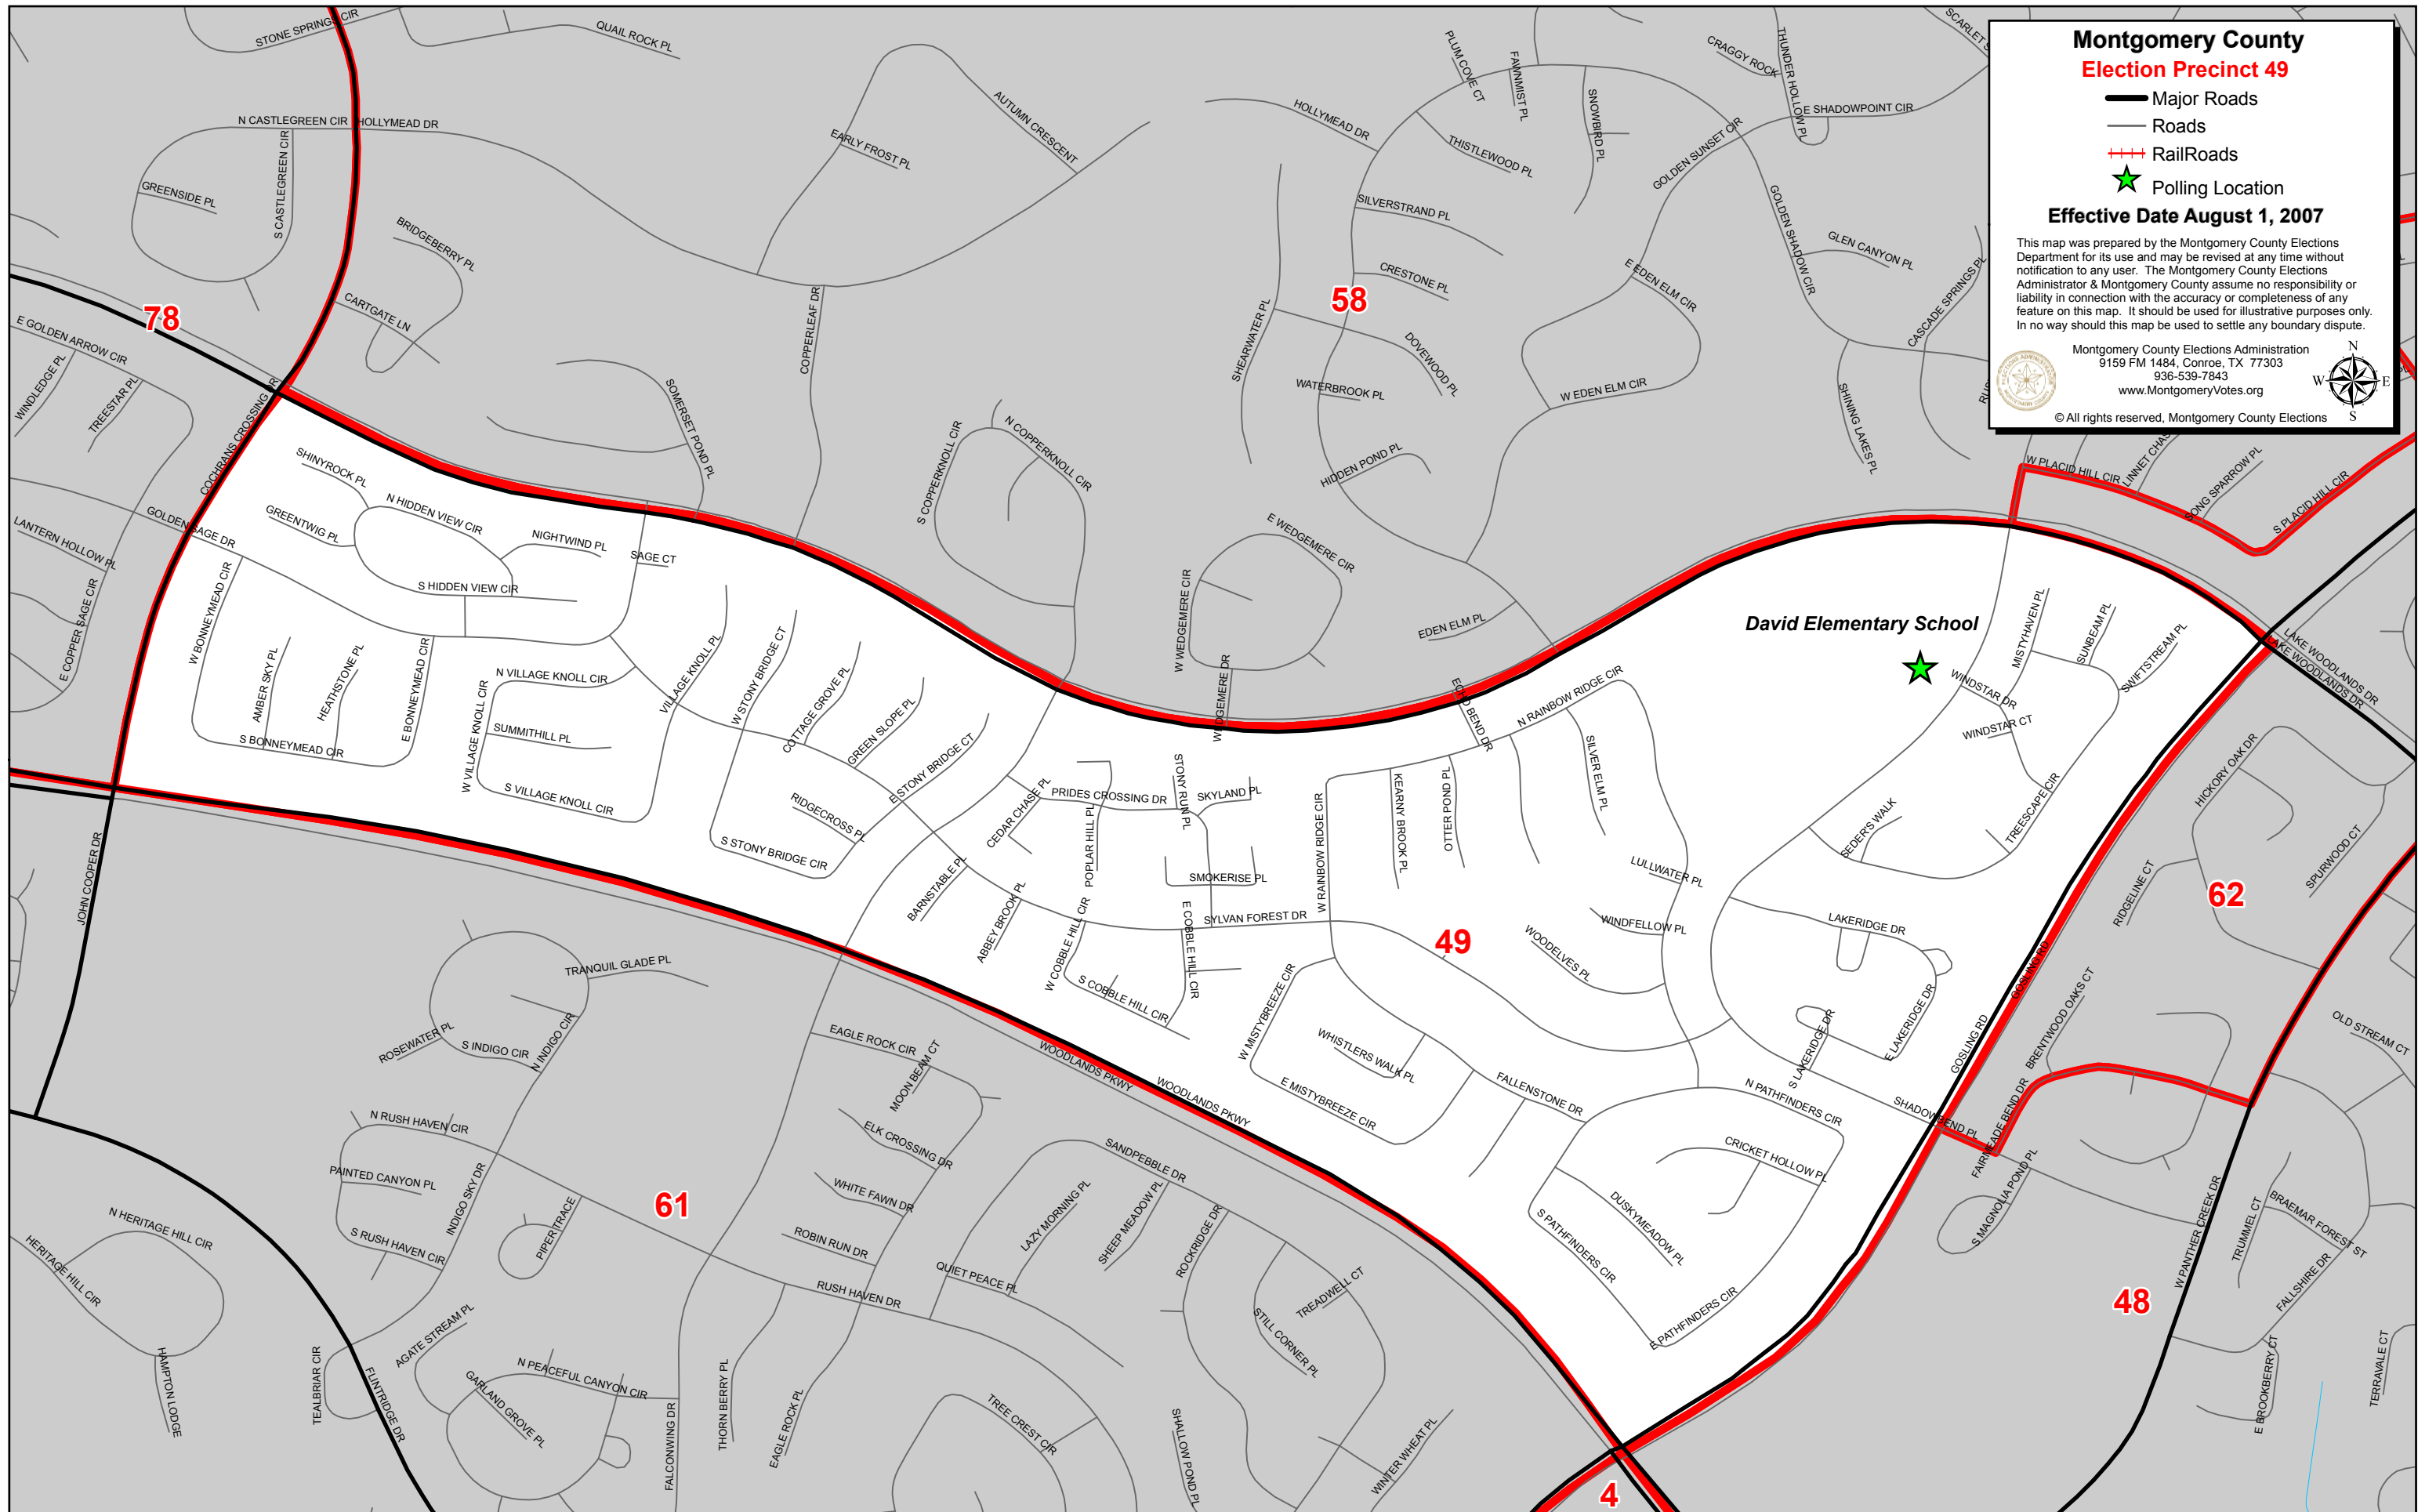 Montgomery County
Election Precinct 49
Major Roads
Roads
RailRoads
Polling Location
Effective Date August 1, 2007
This map was prepared by the Montgomery County Elections
Department for its use and may be revised at any time without
notification to any user. The Montgomery County Elections
Administrator & Montgomery County assume no responsibility or
liability in connection with the accuracy or completeness of any
feature on this map. It should be used for illustrative purposes only.
In no way should this map be used to settle any boundary dispute.
Montgomery County Elections Administration
9159 FM 1484, Conroe, TX 77303
936-539-7843
www.MontgomeryVotes.org
© All rights reserved, Montgomery County Elections
N
W
E
S
STONE SPRINGS CIR
QUAIL ROCK PL
N CASTLEGREEN CIR
HOLLYMEAD DR
S CASTLEGREEN CIR
GREENSIDE PL
BRIDGEBERRY PL
CARTGATE LN
EARLY FROST PL
AUTUMN CRESCENT
COPPERLEAF DR
SOMERSET POND PL
HOLLYMEAD DR
PLUM COVE CT
FAWNMIST PL
SNOWBIRD PL
THISTLEWOOD PL
SILVERSTRAND PL
CRESTONE PL
SHEARWATER PL
DOVEWOOD PL
WATERBROOK PL
HIDDEN POND PL
CRAGGY ROCK
THUNDER HOLLOW PL
E SHADOWPOINT CIR
GOLDEN SUNSET CIR
GOLDEN SHADOW CIR
GLEN CANYON PL
CASCADE SPRINGS PL
E EDEN ELM CIR
W EDEN ELM CIR
SHINING LAKES PL
W PLACID HILL CIR
SONG SPARROW PL
S PLACID HILL CIR
78
58
E GOLDEN ARROW CIR
WINDLEDGE PL
TREESTAR PL
COCHRANS CROSSING DR
LANTERN HOLLOW PL
E COPPER SAGE CIR
GOLDEN SAGE DR
SHINYROCK PL
GREENTWIG PL
N HIDDEN VIEW CIR
NIGHTWIND PL
SAGE CT
S HIDDEN VIEW CIR
S COPPERKNOLL CIR
N COPPERKNOLL CIR
W WEDGEMERE CIR
E WEDGEMERE CIR
WEDGEMERE DR
EDEN ELM PL
W BONNEYMEAD CIR
AMBER SKY PL
HEATHSTONE PL
E BONNEYMEAD CIR
S BONNEYMEAD CIR
N VILLAGE KNOLL CIR
W VILLAGE KNOLL CIR
SUMMITHILL PL
S VILLAGE KNOLL CIR
VILLAGE KNOLL PL
W STONY BRIDGE CT
COTTAGE GROVE PL
GREEN SLOPE PL
E STONY BRIDGE CT
RIDGECROSS PL
S STONY BRIDGE CIR
BARNSTABLE PL
ABBEY BROOK PL
CEDAR CHASE PL
PRIDES CROSSING DR
POPLAR HILL PL
STONY RUN PL
SKYLAND PL
SMOKERISE PL
SYLVAN FOREST DR
W COBBLE HILL CIR
E COBBLE HILL CIR
S COBBLE HILL CIR
ECHO BEND DR
N RAINBOW RIDGE CIR
W RAINBOW RIDGE CIR
KEARNY BROOK PL
OTTER POND PL
SILVER ELM PL
LULLWATER PL
WINDFELLOW PL
WOODELVES PL
49
David Elementary School
MISTYHAVEN PL
SUNBEAM PL
SWIFTSTREAM PL
WINDSTAR DR
WINDSTAR CT
TREESCAPE CIR
SEDER'S WALK
LAKERIDGE DR
E LAKERIDGE DR
S LAKERIDGE DR
W MISTYBREEZE CIR
E MISTYBREEZE CIR
WHISTLERS WALK PL
FALLENSTONE DR
N PATHFINDERS CIR
CRICKET HOLLOW PL
DUSKYMEADOW PL
S PATHFINDERS CIR
E PATHFINDERS CIR
SHADOWBEND PL
GOSLING RD
GOSLING RD
LAKE WOODLANDS DR
LAKE WOODLANDS DR
HICKORY OAK DR
SPURWOOD CT
RIDGELINE CT
62
BRENTWOOD OAKS CT
OLD STREAM CT
FAIRMEADE BEND DR
S MAGNOLIA POND PL
W PANTHER CREEK DR
TRUMMEL CT
BRAEMAR FOREST ST
FALLSHIRE DR
E BROOKBERRY CT
TERRAVALE CT
48
JOHN COOPER DR
TRANQUIL GLADE PL
ROSEWATER PL
S INDIGO CIR
N INDIGO CIR
N RUSH HAVEN CIR
PAINTED CANYON PL
S RUSH HAVEN CIR
INDIGO SKY DR
PIPER TRACE
61
N HERITAGE HILL CIR
HERITAGE HILL CIR
HAMPTON LODGE
TEALBRIAR CIR
FLINTRIDGE DR
AGATE STREAM PL
GARLAND GROVE PL
N PEACEFUL CANYON CIR
FALCONWING DR
THORN BERRY PL
EAGLE ROCK PL
EAGLE ROCK CIR
MOON BEAM CT
ELK CROSSING DR
WHITE FAWN DR
ROBIN RUN DR
RUSH HAVEN DR
QUIET PEACE PL
LAZY MORNING PL
SANDPEBBLE DR
SHEEP MEADOW PL
ROCKRIDGE DR
TREADWELL CT
STILL CORNER PL
TREE CREST CIR
SHALLOW POND PL
WINTER WHEAT PL
WOODLANDS PKWY
WOODLANDS PKWY
4